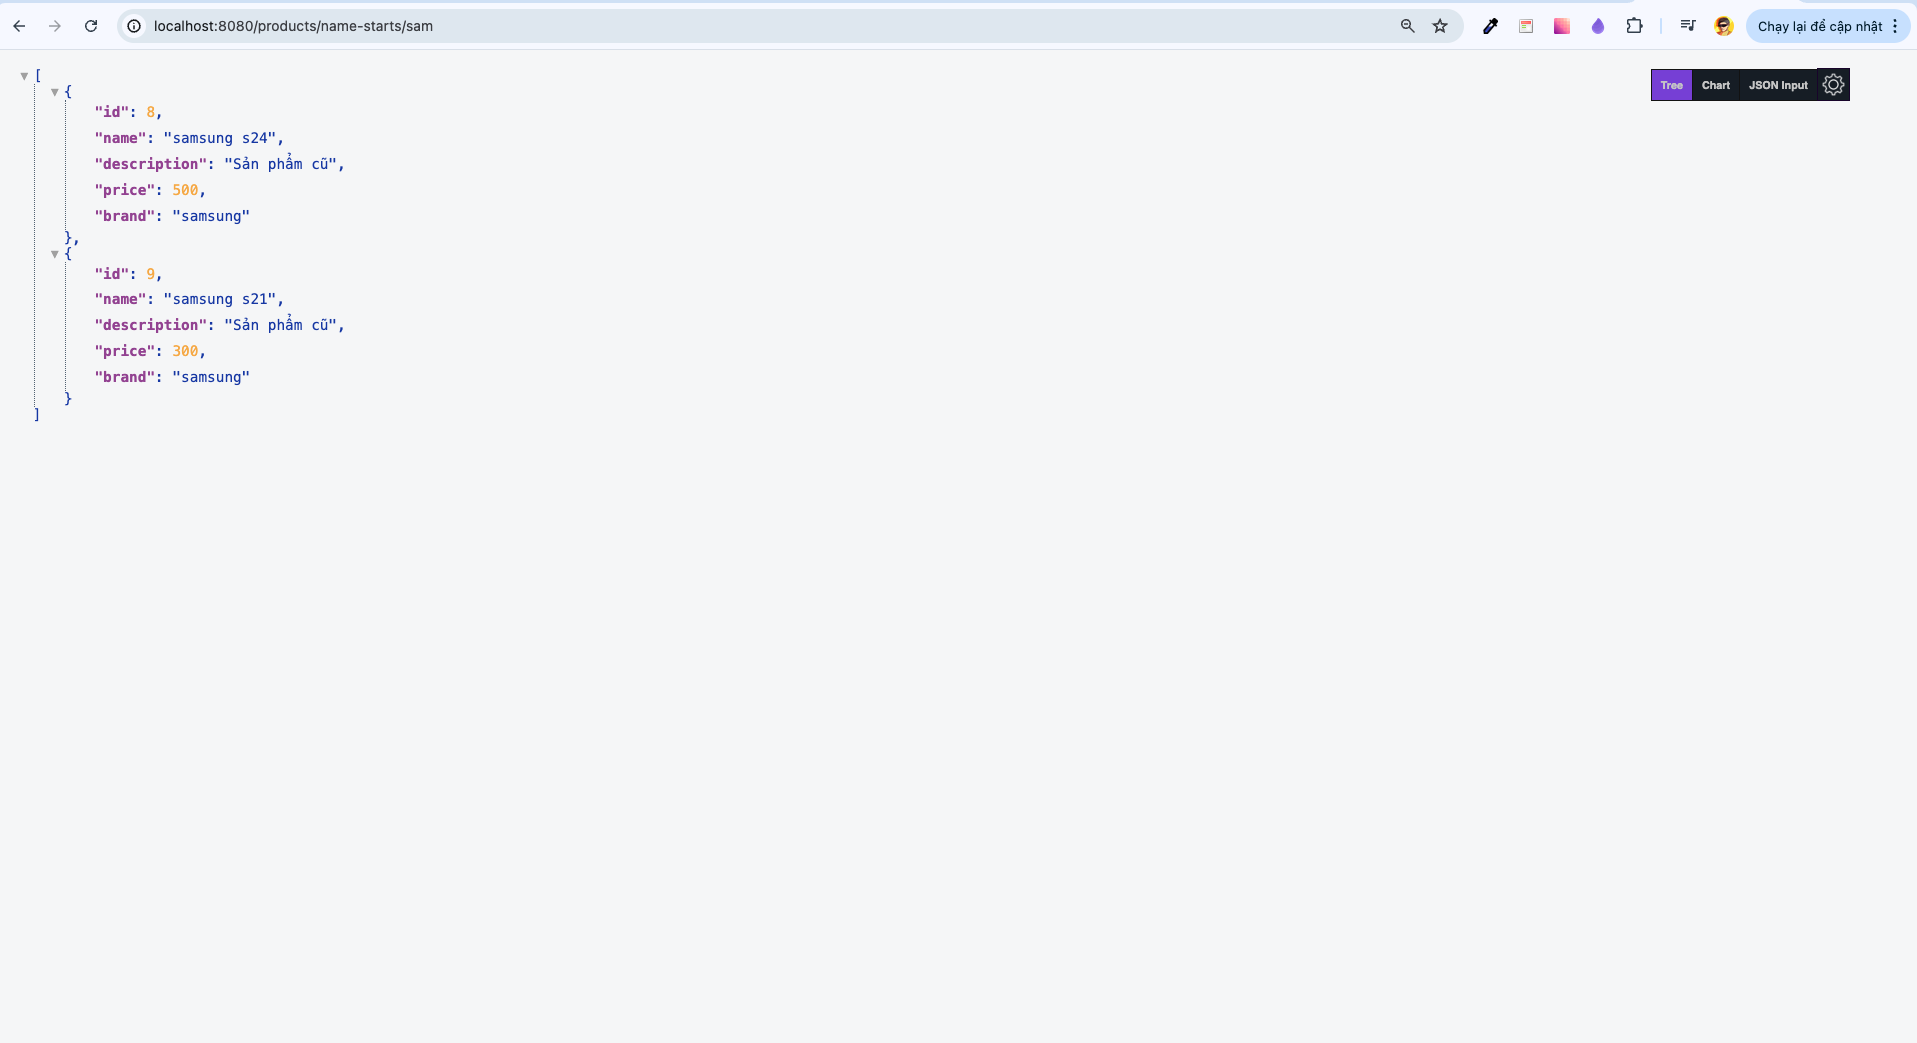 localhost:8080/products/name-starts/sam
Chạy lại để cập nhật
Tree Chart JSON Input
[
{
"id": 8,
"name": "samsung s24",
"description": "Sản phẩm cũ",
"price": 500,
"brand": "samsung"
},
{
"id": 9,
"name": "samsung s21",
"description": "Sản phẩm cũ",
"price": 300,
"brand": "samsung"
}
]